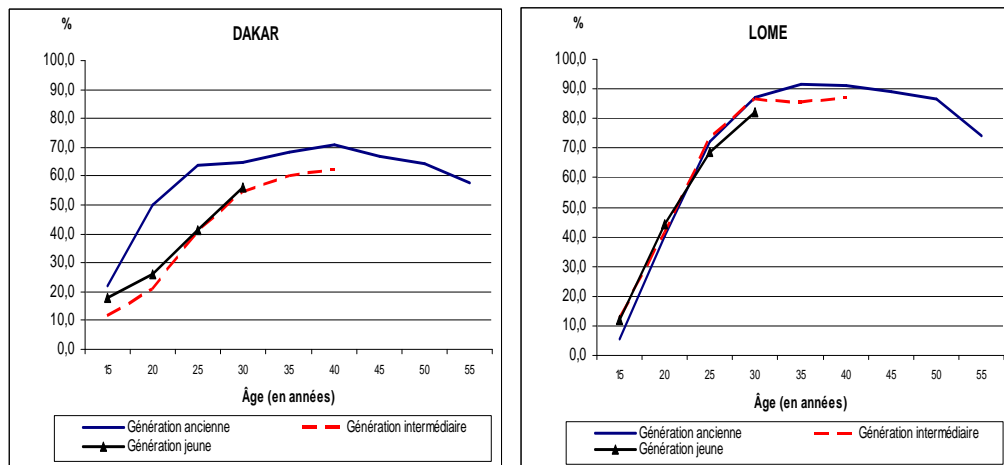 %
DAKAR
100,0
90,0
80,0
70,0
60,0
50,0
40,0
30,0
20,0
10,0
0,0
15 20 25 30 35 40 45 50 55
Âge (en années)
Génération ancienne Génération intermédiaire
Génération jeune
%
LOME
100,0
90,0
80,0
70,0
60,0
50,0
40,0
30,0
20,0
10,0
0,0
15 20 25 30 35 40 45 50 55
Âge (en années)
Génération ancienne Génération intermédiaire
Génération jeune